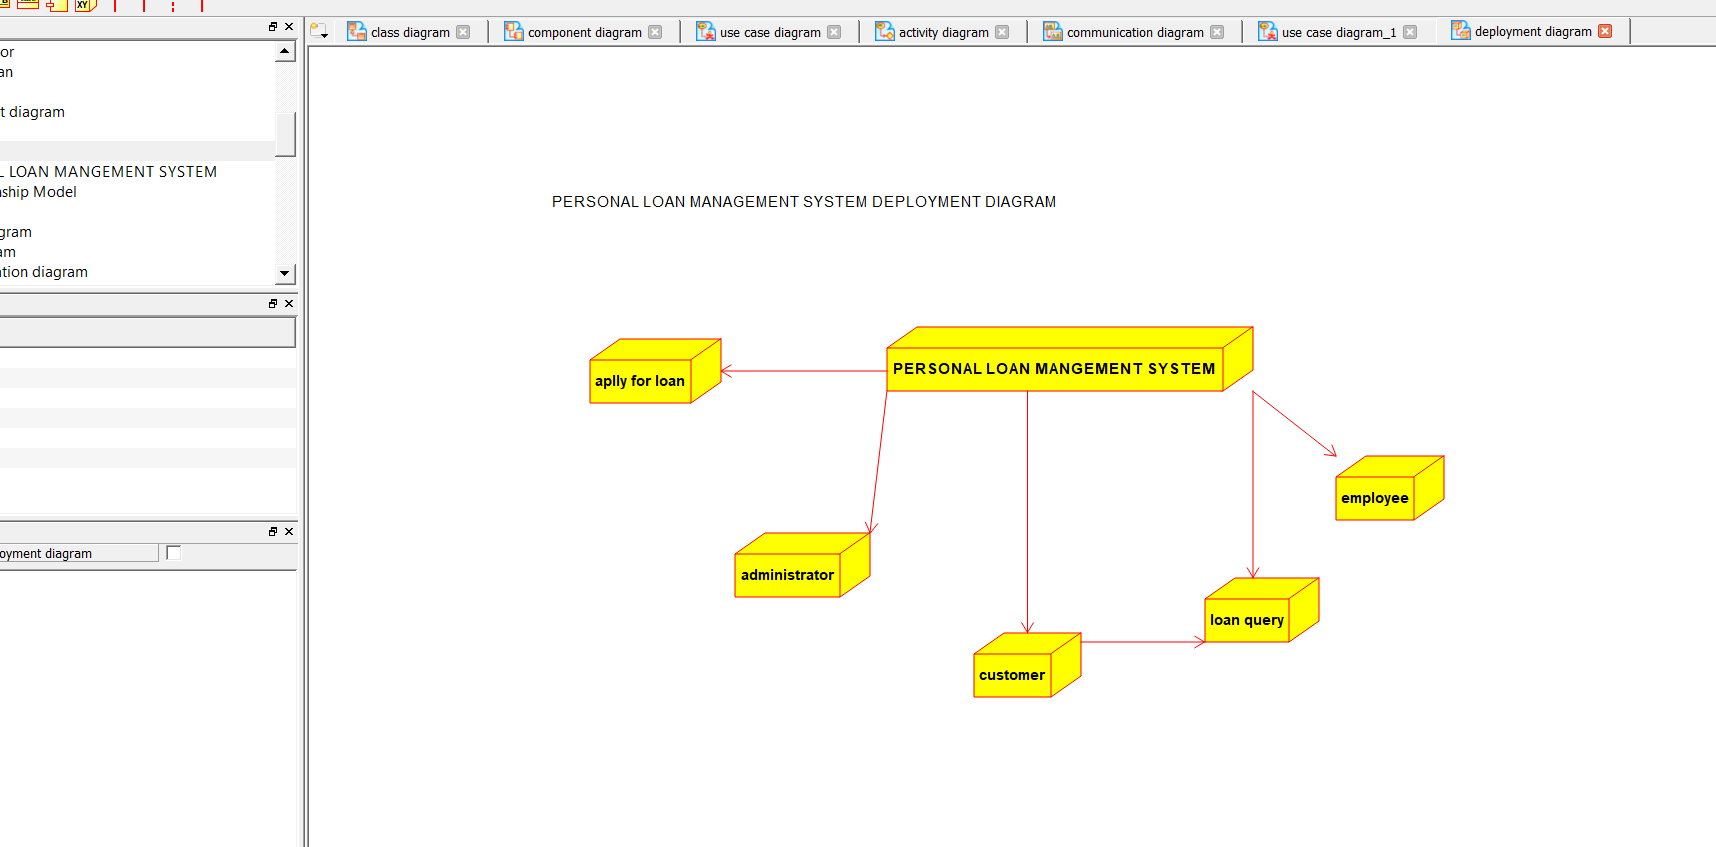 class diagram
component diagram
use case diagram
activity diagram
communication diagram
use case diagram_1
deployment diagram
XY
or
an
t diagram
L LOAN MANGEMENT SYSTEM
ship Model
gram
am
ation diagram
oyment diagram
PERSONAL LOAN MANAGEMENT SYSTEM DEPLOYMENT DIAGRAM
PERSONAL LOAN MANGEMENT SYSTEM
aplly for loan
employee
administrator
loan query
customer